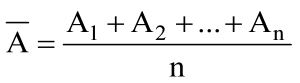 A̅ = (A₁ + A₂ + ... + Aₙ) / n